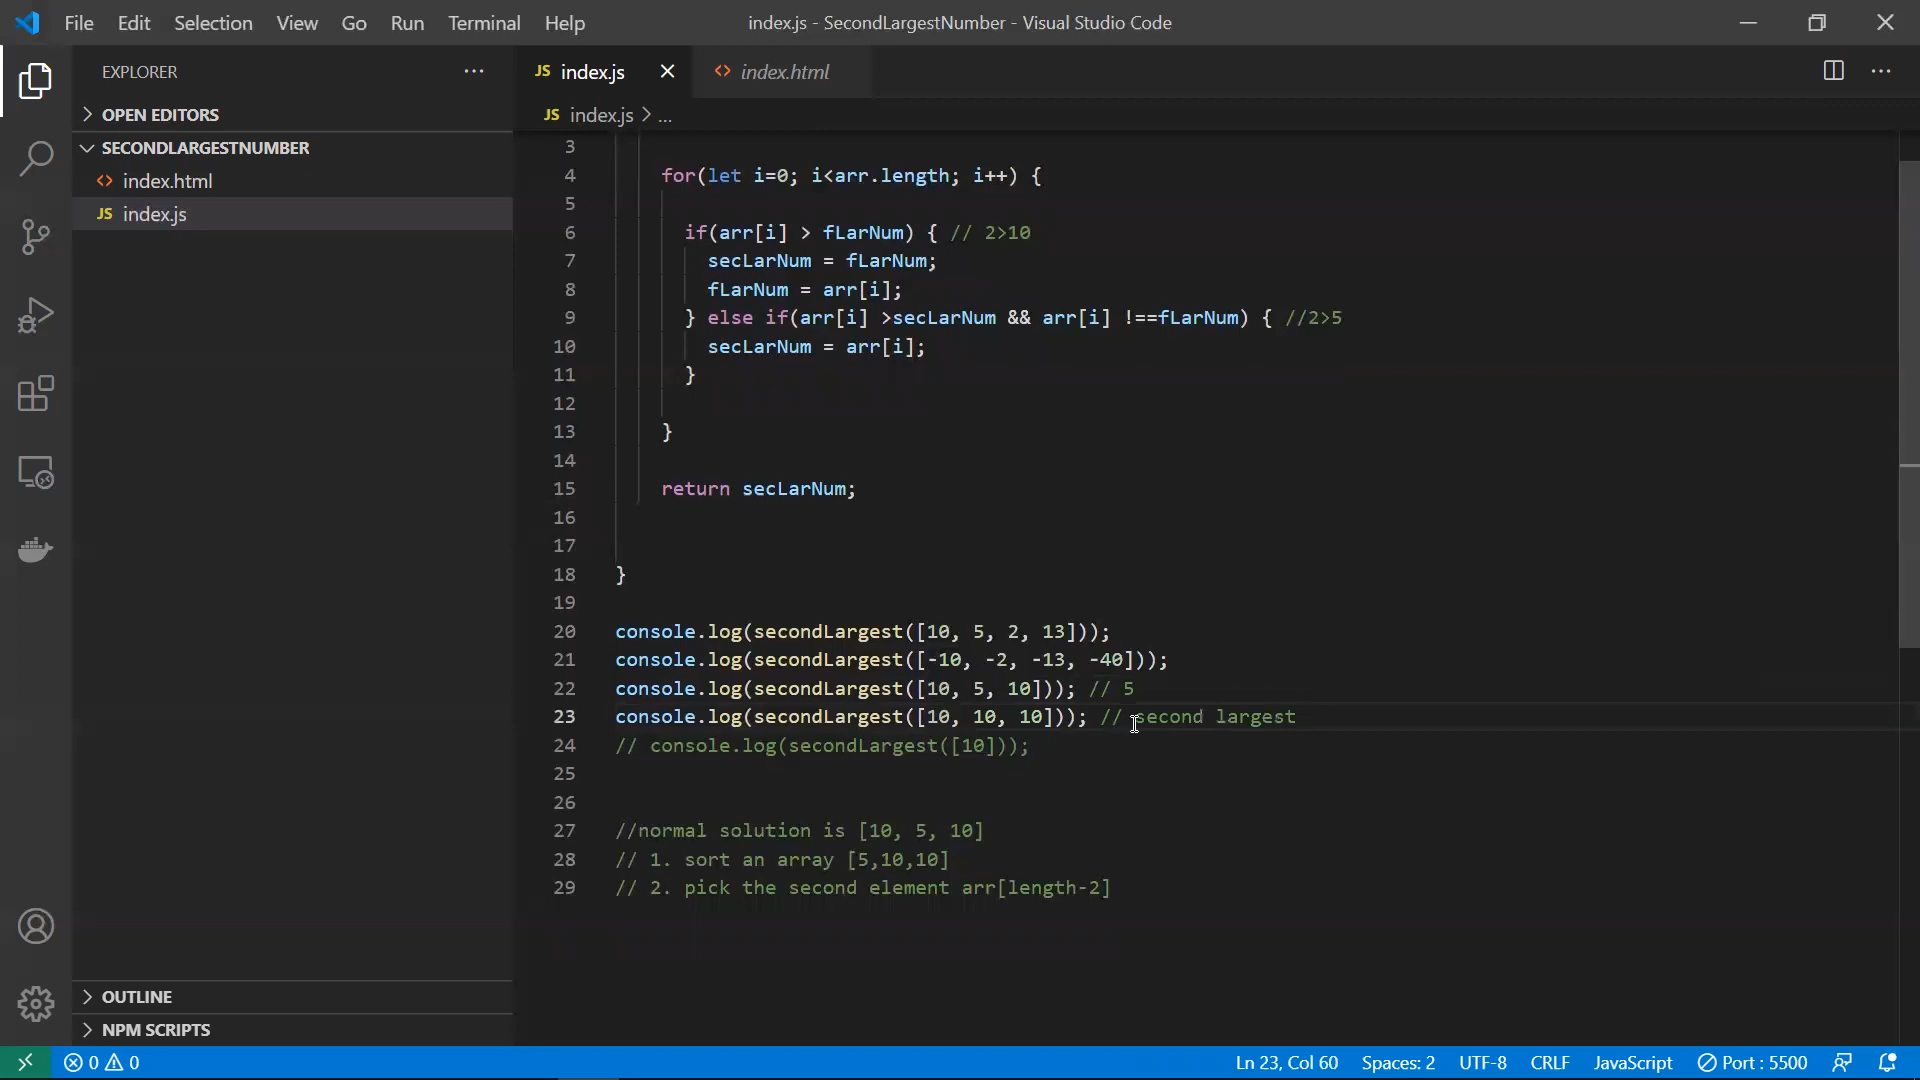 File Edit Selection View Go Run Terminal Help
index.js - SecondLargestNumber - Visual Studio Code
EXPLORER
OPEN EDITORS
SECONDLARGESTNUMBER
index.html
JS index.js
OUTLINE
NPM SCRIPTS
JS index.js
index.html
JS index.js > ...
3
4 for(let i=0; i<arr.length; i++) {
5
6 if(arr[i] > fLarNum) { // 2>10
7 secLarNum = fLarNum;
8 fLarNum = arr[i];
9 } else if(arr[i] >secLarNum && arr[i] !==fLarNum) { //2>5
10 secLarNum = arr[i];
11 }
12
13 }
14
15 return secLarNum;
16
17
18 }
19
20 console.log(secondLargest([10, 5, 2, 13]));
21 console.log(secondLargest([-10, -2, -13, -40]));
22 console.log(secondLargest([10, 5, 10])); // 5
23 console.log(secondLargest([10, 10, 10])); // second largest
24 // console.log(secondLargest([10]));
25
26
27 //normal solution is [10, 5, 10]
28 // 1. sort an array [5,10,10]
29 // 2. pick the second element arr[length-2]
0 0
Ln 23, Col 60 Spaces: 2 UTF-8 CRLF JavaScript Port : 5500